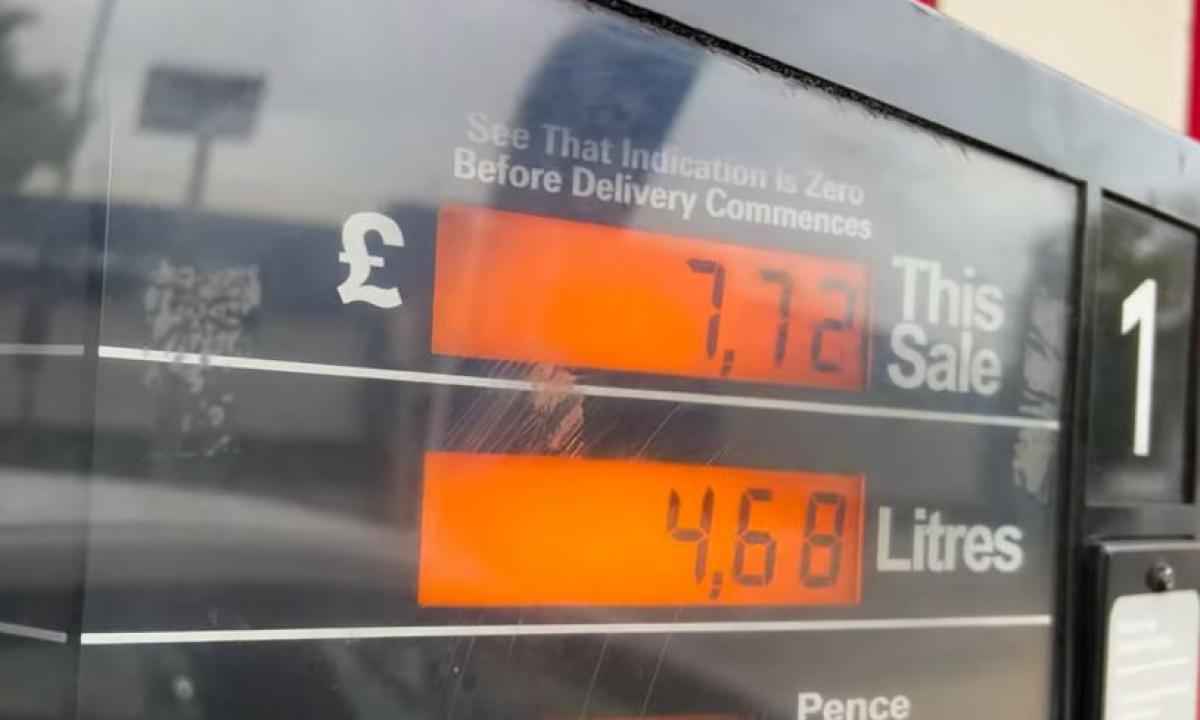 See That Indication Is Zero
Before Delivery Commences
£ 7,72 This
Sale
4,68 Litres
Pence
1